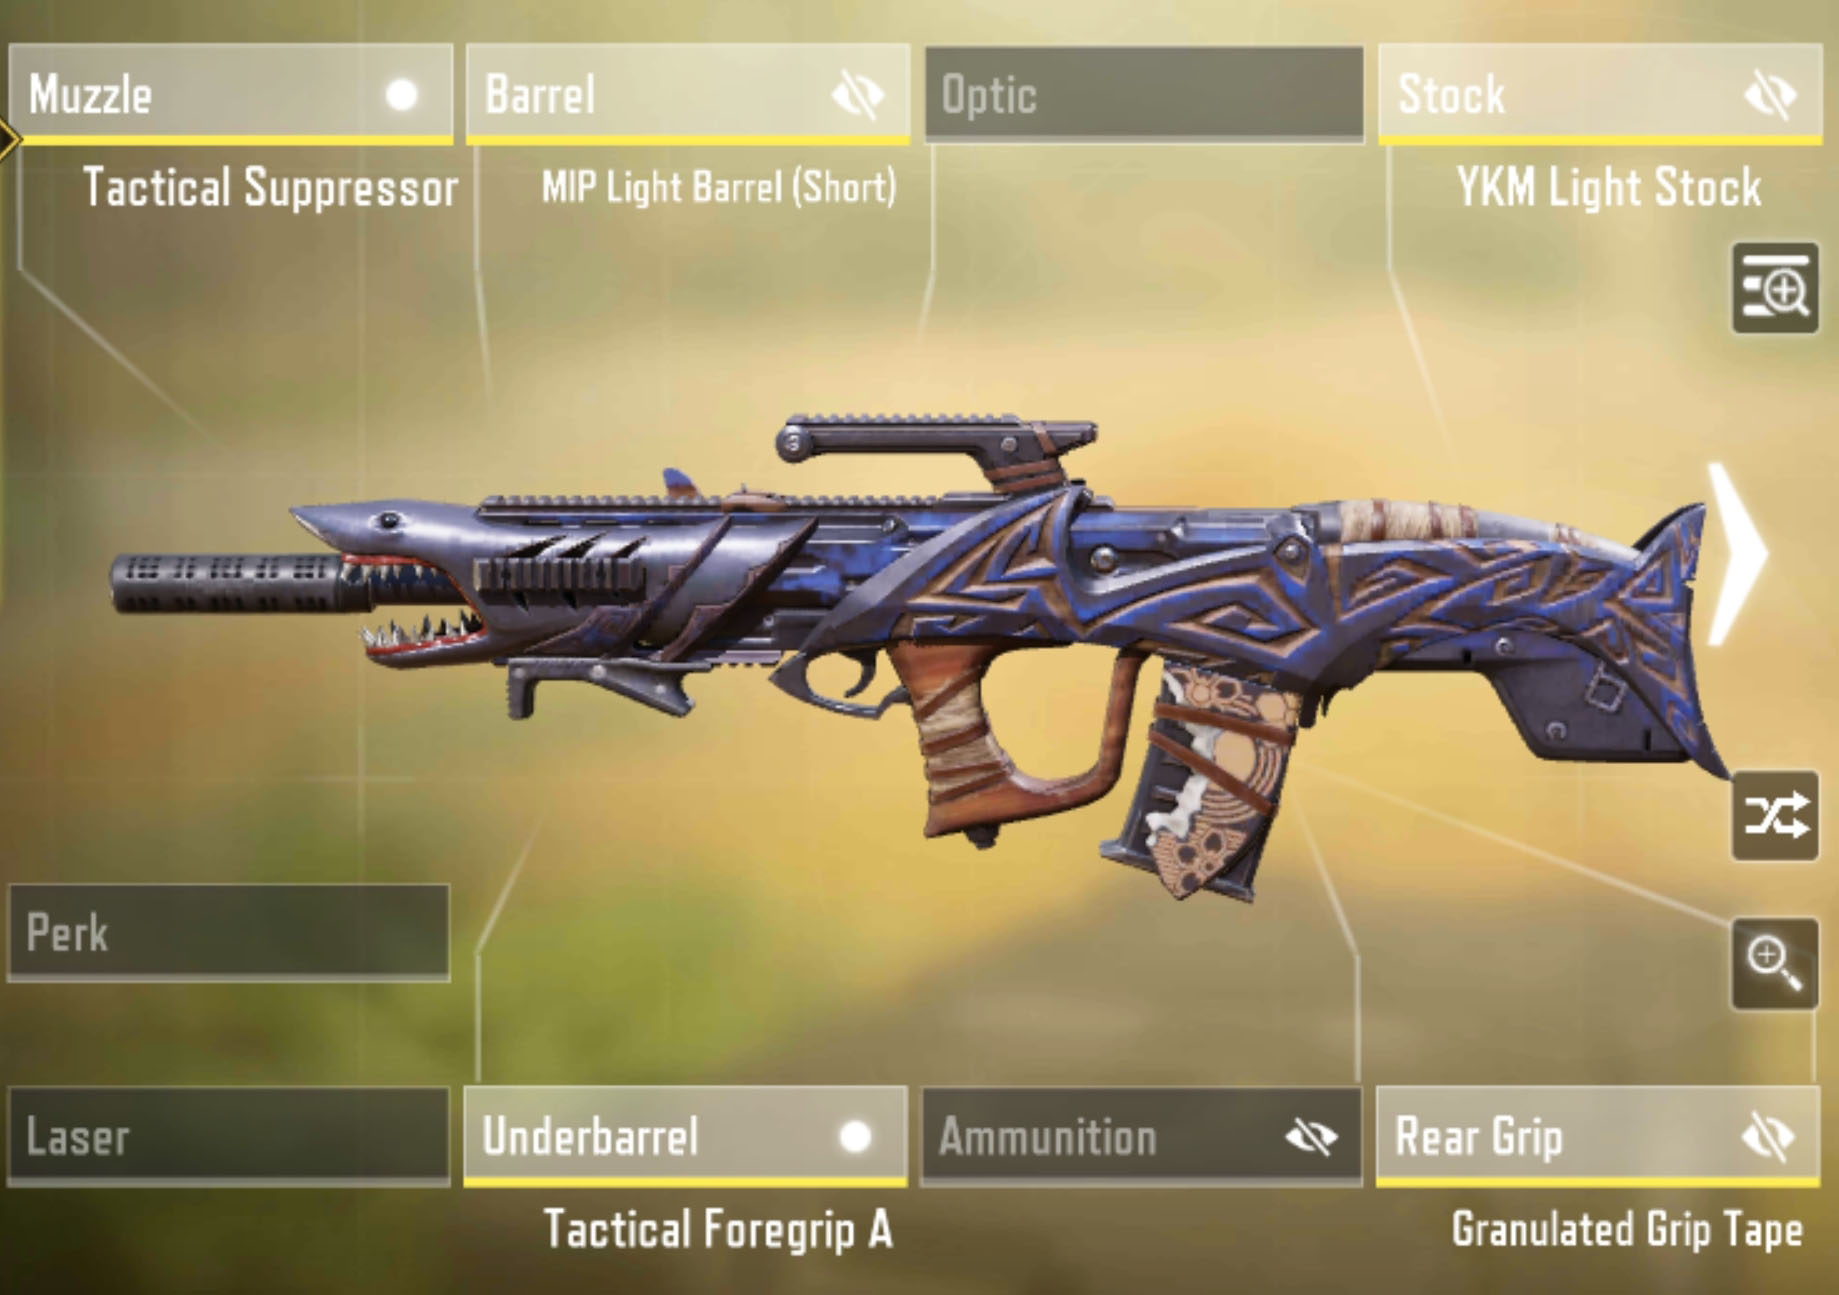 Muzzle
Barrel
Optic
Stock
Tactical Suppressor
MIP Light Barrel (Short)
YKM Light Stock
Perk
Laser
Underbarrel
Ammunition
Rear Grip
Tactical Foregrip A
Granulated Grip Tape